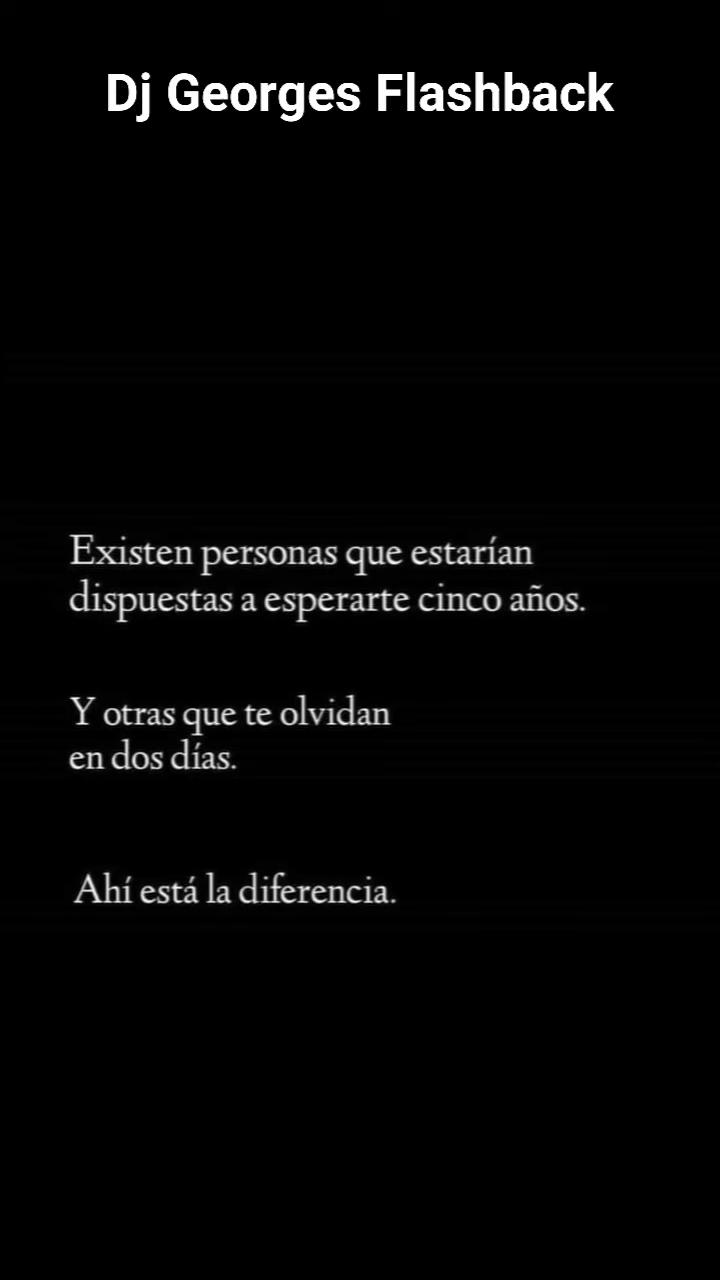 Dj Georges Flashback
Existen personas que estarían
dispuestas a esperarte cinco años.
Y otras que te olvidan
en dos días.
Ahí está la diferencia.